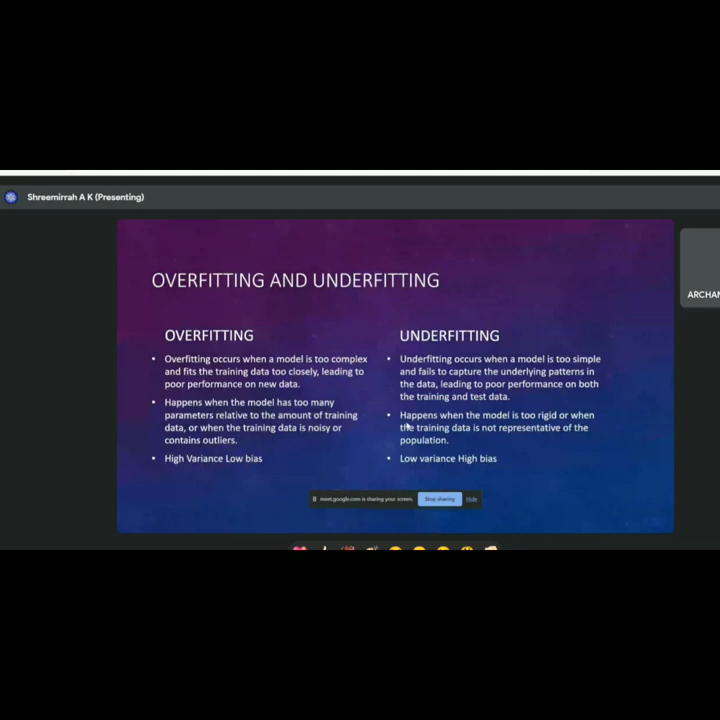 Shreemirrah A K (Presenting)
OVERFITTING AND UNDERFITTING
OVERFITTING
• Overfitting occurs when a model is too complex
and fits the training data too closely, leading to
poor performance on new data.
• Happens when the model has too many
parameters relative to the amount of training
data, or when the training data is noisy or
contains outliers.
• High Variance Low bias
UNDERFITTING
• Underfitting occurs when a model is too simple
and fails to capture the underlying patterns in
the data, leading to poor performance on both
the training and test data.
• Happens when the model is too rigid or when
the training data is not representative of the
population.
• Low variance High bias
ARCHAN
meet.google.com is sharing your screen.
Stop sharing
Hide